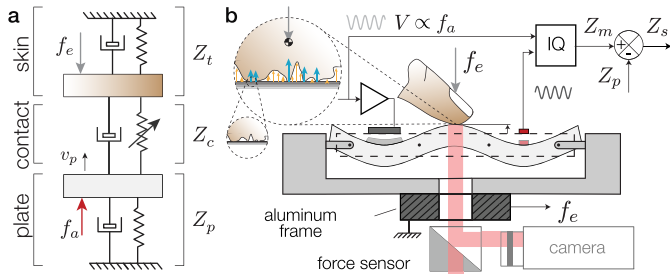 a
skin
contact
plate
f_e
v_p
f_a
Z_t
Z_c
Z_p
b
f_e
V ∝ f_a
IQ
Z_m
Z_s
+
-
Z_p
aluminum
frame
force sensor
f_e
camera